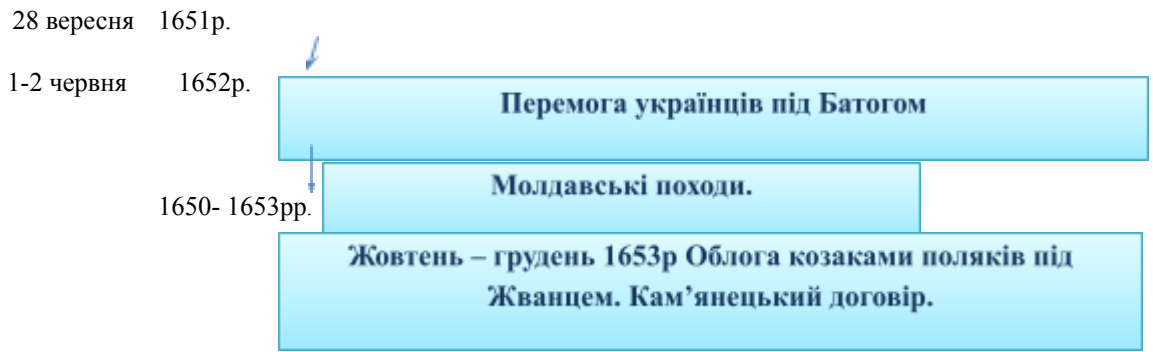 28 вересня 1651р.
1-2 червня 1652р.
Перемога українців під Батогом
Молдавські походи.
1650- 1653рр.
Жовтень – грудень 1653р Облога козаками поляків під
Жванцем. Кам’янецький договір.